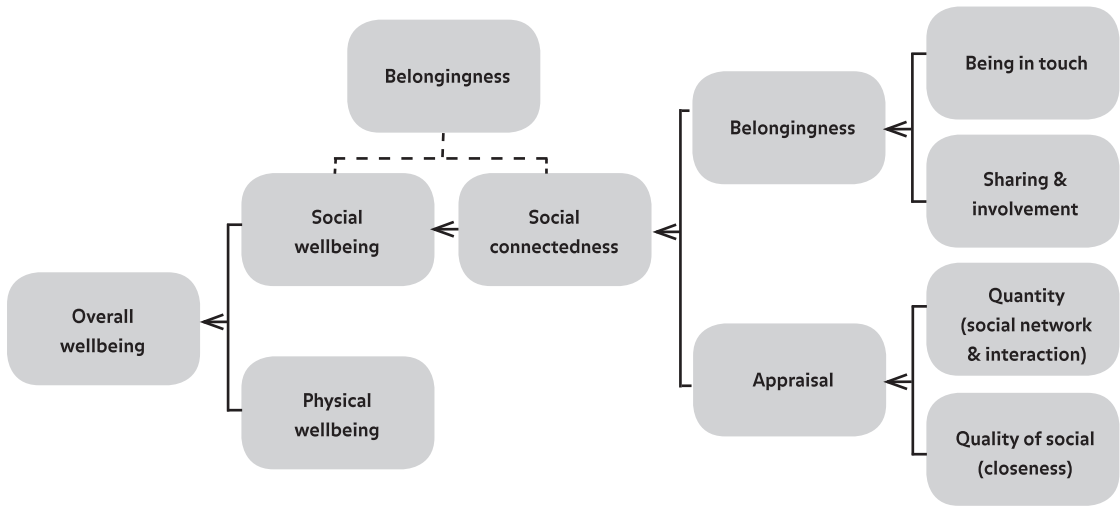 Belongingness
Social
wellbeing
Social
connectedness
Overall
wellbeing
Physical
wellbeing
Belongingness
Appraisal
Being in touch
Sharing &
involvement
Quantity
(social network
& interaction)
Quality of social
(closeness)